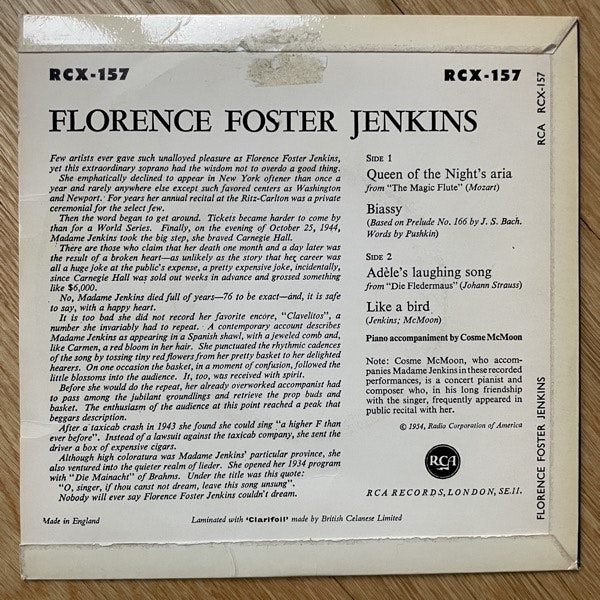 RCX-157
RCX-157
FLORENCE FOSTER JENKINS
Few artists ever gave such unalloyed pleasure as Florence Foster Jenkins,
yet this extraordinary soprano had the wisdom not to overdo a good thing.
She emphatically declined to appear in New York oftener than once a
year and rarely anywhere else except such favored centers as Washington
and Newport. For years her annual recital at the Ritz-Carlton was a private
ceremonial for the select few.
Then the word began to get around. Tickets became harder to come by
than for a World Series. Finally, on the evening of October 25, 1944,
Madame Jenkins took the big step, she braved Carnegie Hall.
There are those who claim that her death one month and a day later was
the result of a broken heart—as unlikely as the story that her career was
all a huge joke at the public's expense, a pretty expensive joke, incidentally,
since Carnegie Hall was sold out weeks in advance and grossed something
like $6,000.
No, Madame Jenkins died full of years—76 to be exact—and, it is safe
to say, with a happy heart.
It is too bad she did not record her favorite encore, "Clavelitos", a
number she invariably had to repeat. A contemporary account describes
Madame Jenkins as appearing in a Spanish shawl, with a jeweled comb and,
like Carmen, a red bloom in her hair. She punctuated the rhythmic cadences
of the song by tossing tiny red flowers from her pretty basket to her delighted
hearers. On one occasion the basket, in a moment of confusion, followed the
little blossoms into the audience. It, too, was received with spirit.
Before she would do the repeat, her already overworked accompanist had
to pass among the jubilant groundlings and retrieve the prop buds and
basket. The enthusiasm of the audience at this point reached a peak that
beggars description.
After a taxicab crash in 1943 she found she could sing "a higher F than
ever before". Instead of a lawsuit against the taxicab company, she sent the
driver a box of expensive cigars.
Although high coloratura was Madame Jenkins' particular province, she
also ventured into the quieter realm of lieder. She opened her 1934 program
with "Die Mainacht" of Brahms. Under the title was this quote:
"O, singer, if thou canst not dream, leave this song unsung".
Nobody will ever say Florence Foster Jenkins couldn't dream.
SIDE 1
Queen of the Night's aria
from "The Magic Flute" (Mozart)
Biassy
(Based on Prelude No. 166 by J. S. Bach.
Words by Pushkin)
SIDE 2
Adèle's laughing song
from "Die Fledermaus" (Johann Strauss)
Like a bird
(Jenkins; McMoon)
Piano accompaniment by Cosme McMoon
Note: Cosme McMoon, who accom-
panies Madame Jenkins in these recorded
performances, is a concert pianist and
composer who, in his long friendship
with the singer, frequently appeared in
public recital with her.
© 1954, Radio Corporation of America
RCA
RCA RECORDS, LONDON, SE.11.
Made in England
Laminated with 'Clarifoil' made by British Celanese Limited
RCA RCX-157
FLORENCE FOSTER JENKINS